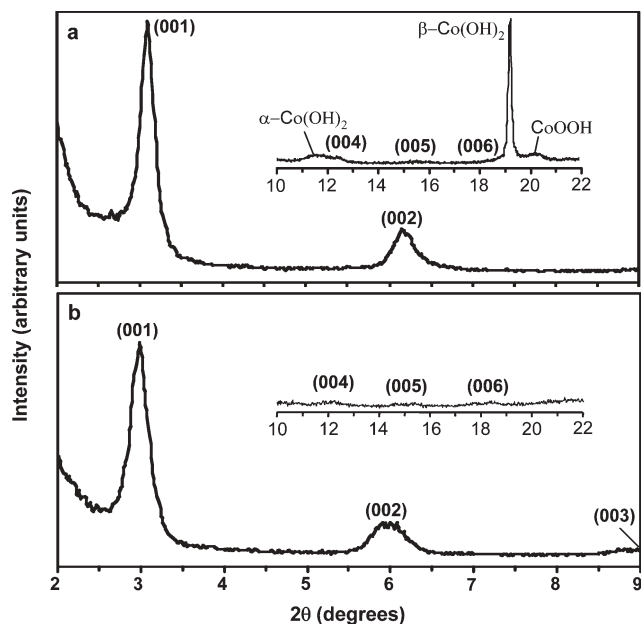 a
(001)
β–Co(OH)₂
α–Co(OH)₂
(004)
(005)
(006)
CoOOH
10 12 14 16 18 20 22
(002)
b
(001)
(004)
(005)
(006)
10 12 14 16 18 20 22
(002)
(003)
2 3 4 5 6 7 8 9
2θ (degrees)
Intensity (arbitrary units)